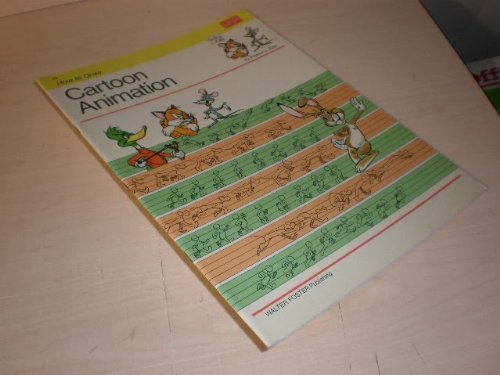 How to Draw
Cartoon
Animation
WALTER FOSTER Publishing